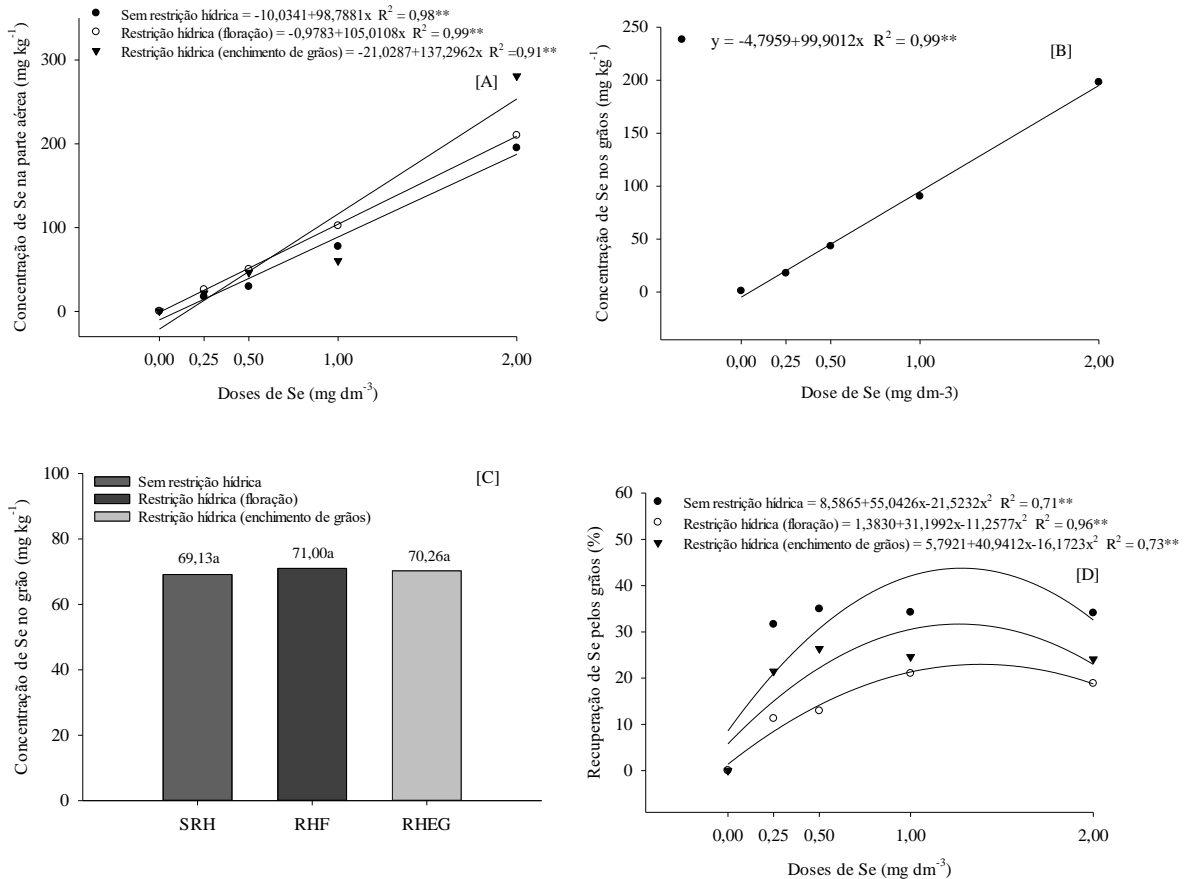 Sem restrição hídrica = -10,0341+98,7881x R² = 0,98**
Restrição hídrica (floração) = -0,9783+105,0108x R² = 0,99**
Restrição hídrica (enchimento de grãos) = -21,0287+137,2962x R² =0,91**
[A]
Concentração de Se na parte aérea (mg kg⁻¹)
300
200
100
0
0,00 0,25 0,50 1,00 2,00
Doses de Se (mg dm⁻³)
y = -4,7959+99,9012x R² = 0,99**
[B]
Concentração de Se nos grãos (mg kg⁻¹)
250
200
150
100
50
0
0,00 0,25 0,50 1,00 2,00
Dose de Se (mg dm-3)
[C]
Sem restrição hídrica
Restrição hídrica (floração)
Restrição hídrica (enchimento de grãos)
Concentração de Se no grão (mg kg⁻¹)
100
80
60
40
20
0
69,13a 71,00a 70,26a
SRH RHF RHEG
Sem restrição hídrica = 8,5865+55,0426x-21,5232x² R² = 0,71**
Restrição hídrica (floração) = 1,3830+31,1992x-11,2577x² R² = 0,96**
Restrição hídrica (enchimento de grãos) = 5,7921+40,9412x-16,1723x² R² = 0,73**
[D]
Recuperação de Se pelos grãos (%)
60
50
40
30
20
10
0
0,00 0,25 0,50 1,00 2,00
Doses de Se (mg dm⁻³)